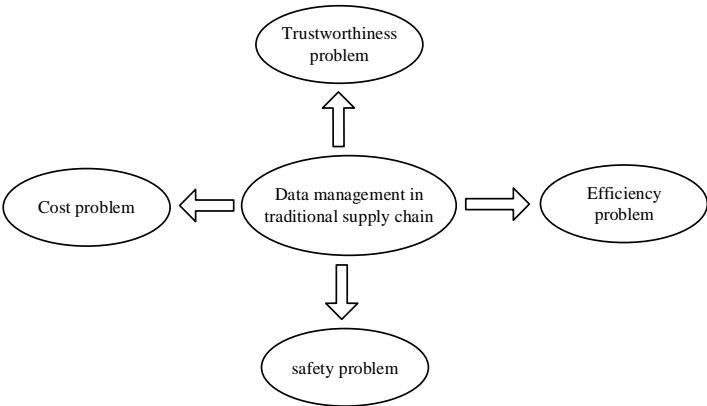 Trustworthiness
problem
Cost problem
Data management in
traditional supply chain
Efficiency
problem
safety problem